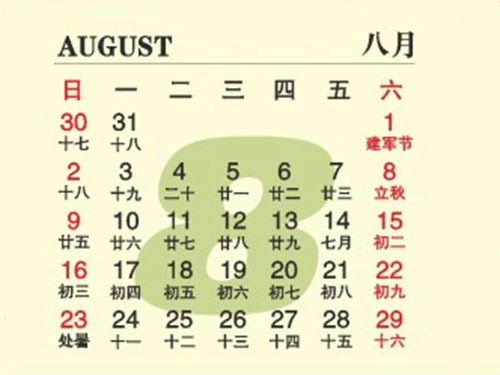 AUGUST 八月
日 一 二 三 四 五 六
30 31 1
十七 十八 建军节
2 3 4 5 6 7 8
十八 十九 二十 廿一 廿二 廿三 立秋
9 10 11 12 13 14 15
廿五 廿六 廿七 廿八 廿九 七月 初二
16 17 18 19 20 21 22
初三 初四 初五 初六 初七 初八 初九
23 24 25 26 27 28 29
处暑 十一 十二 十三 十四 十五 十六
8